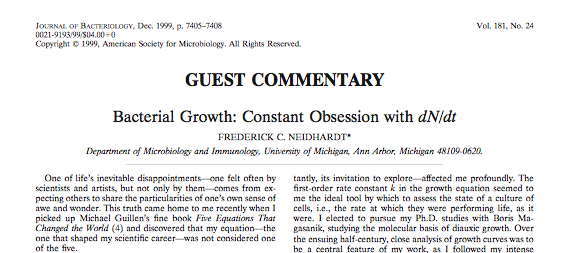 JOURNAL OF BACTERIOLOGY, Dec. 1999, p. 7405–7408
Vol. 181, No. 24
0021-9193/99/$04.00+0
Copyright © 1999, American Society for Microbiology. All Rights Reserved.
GUEST COMMENTARY
Bacterial Growth: Constant Obsession with dN/dt
FREDERICK C. NEIDHARDT*
Department of Microbiology and Immunology, University of Michigan, Ann Arbor, Michigan 48109-0620.
One of life's inevitable disappointments—one felt often by
scientists and artists, but not only by them—comes from ex-
pecting others to share the particularities of one's own sense of
awe and wonder. This truth came home to me recently when I
picked up Michael Guillen's fine book Five Equations That
Changed the World (4) and discovered that my equation—the
one that shaped my scientific career—was not considered one
of the five.
tantly, its invitation to explore—affected me profoundly. The
first-order rate constant k in the growth equation seemed to
me the ideal tool by which to assess the state of a culture of
cells, i.e., the rate at which they were performing life, as it
were. I elected to pursue my Ph.D. studies with Boris Ma-
gasanik, studying the molecular basis of diauxic growth. Over
the ensuing half-century, close analysis of growth curves was to
be a central feature of my work, as I followed my intense